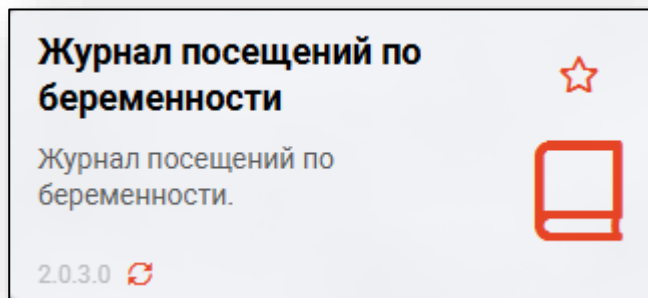 Журнал посещений по
беременности
Журнал посещений по
беременности.
2.0.3.0